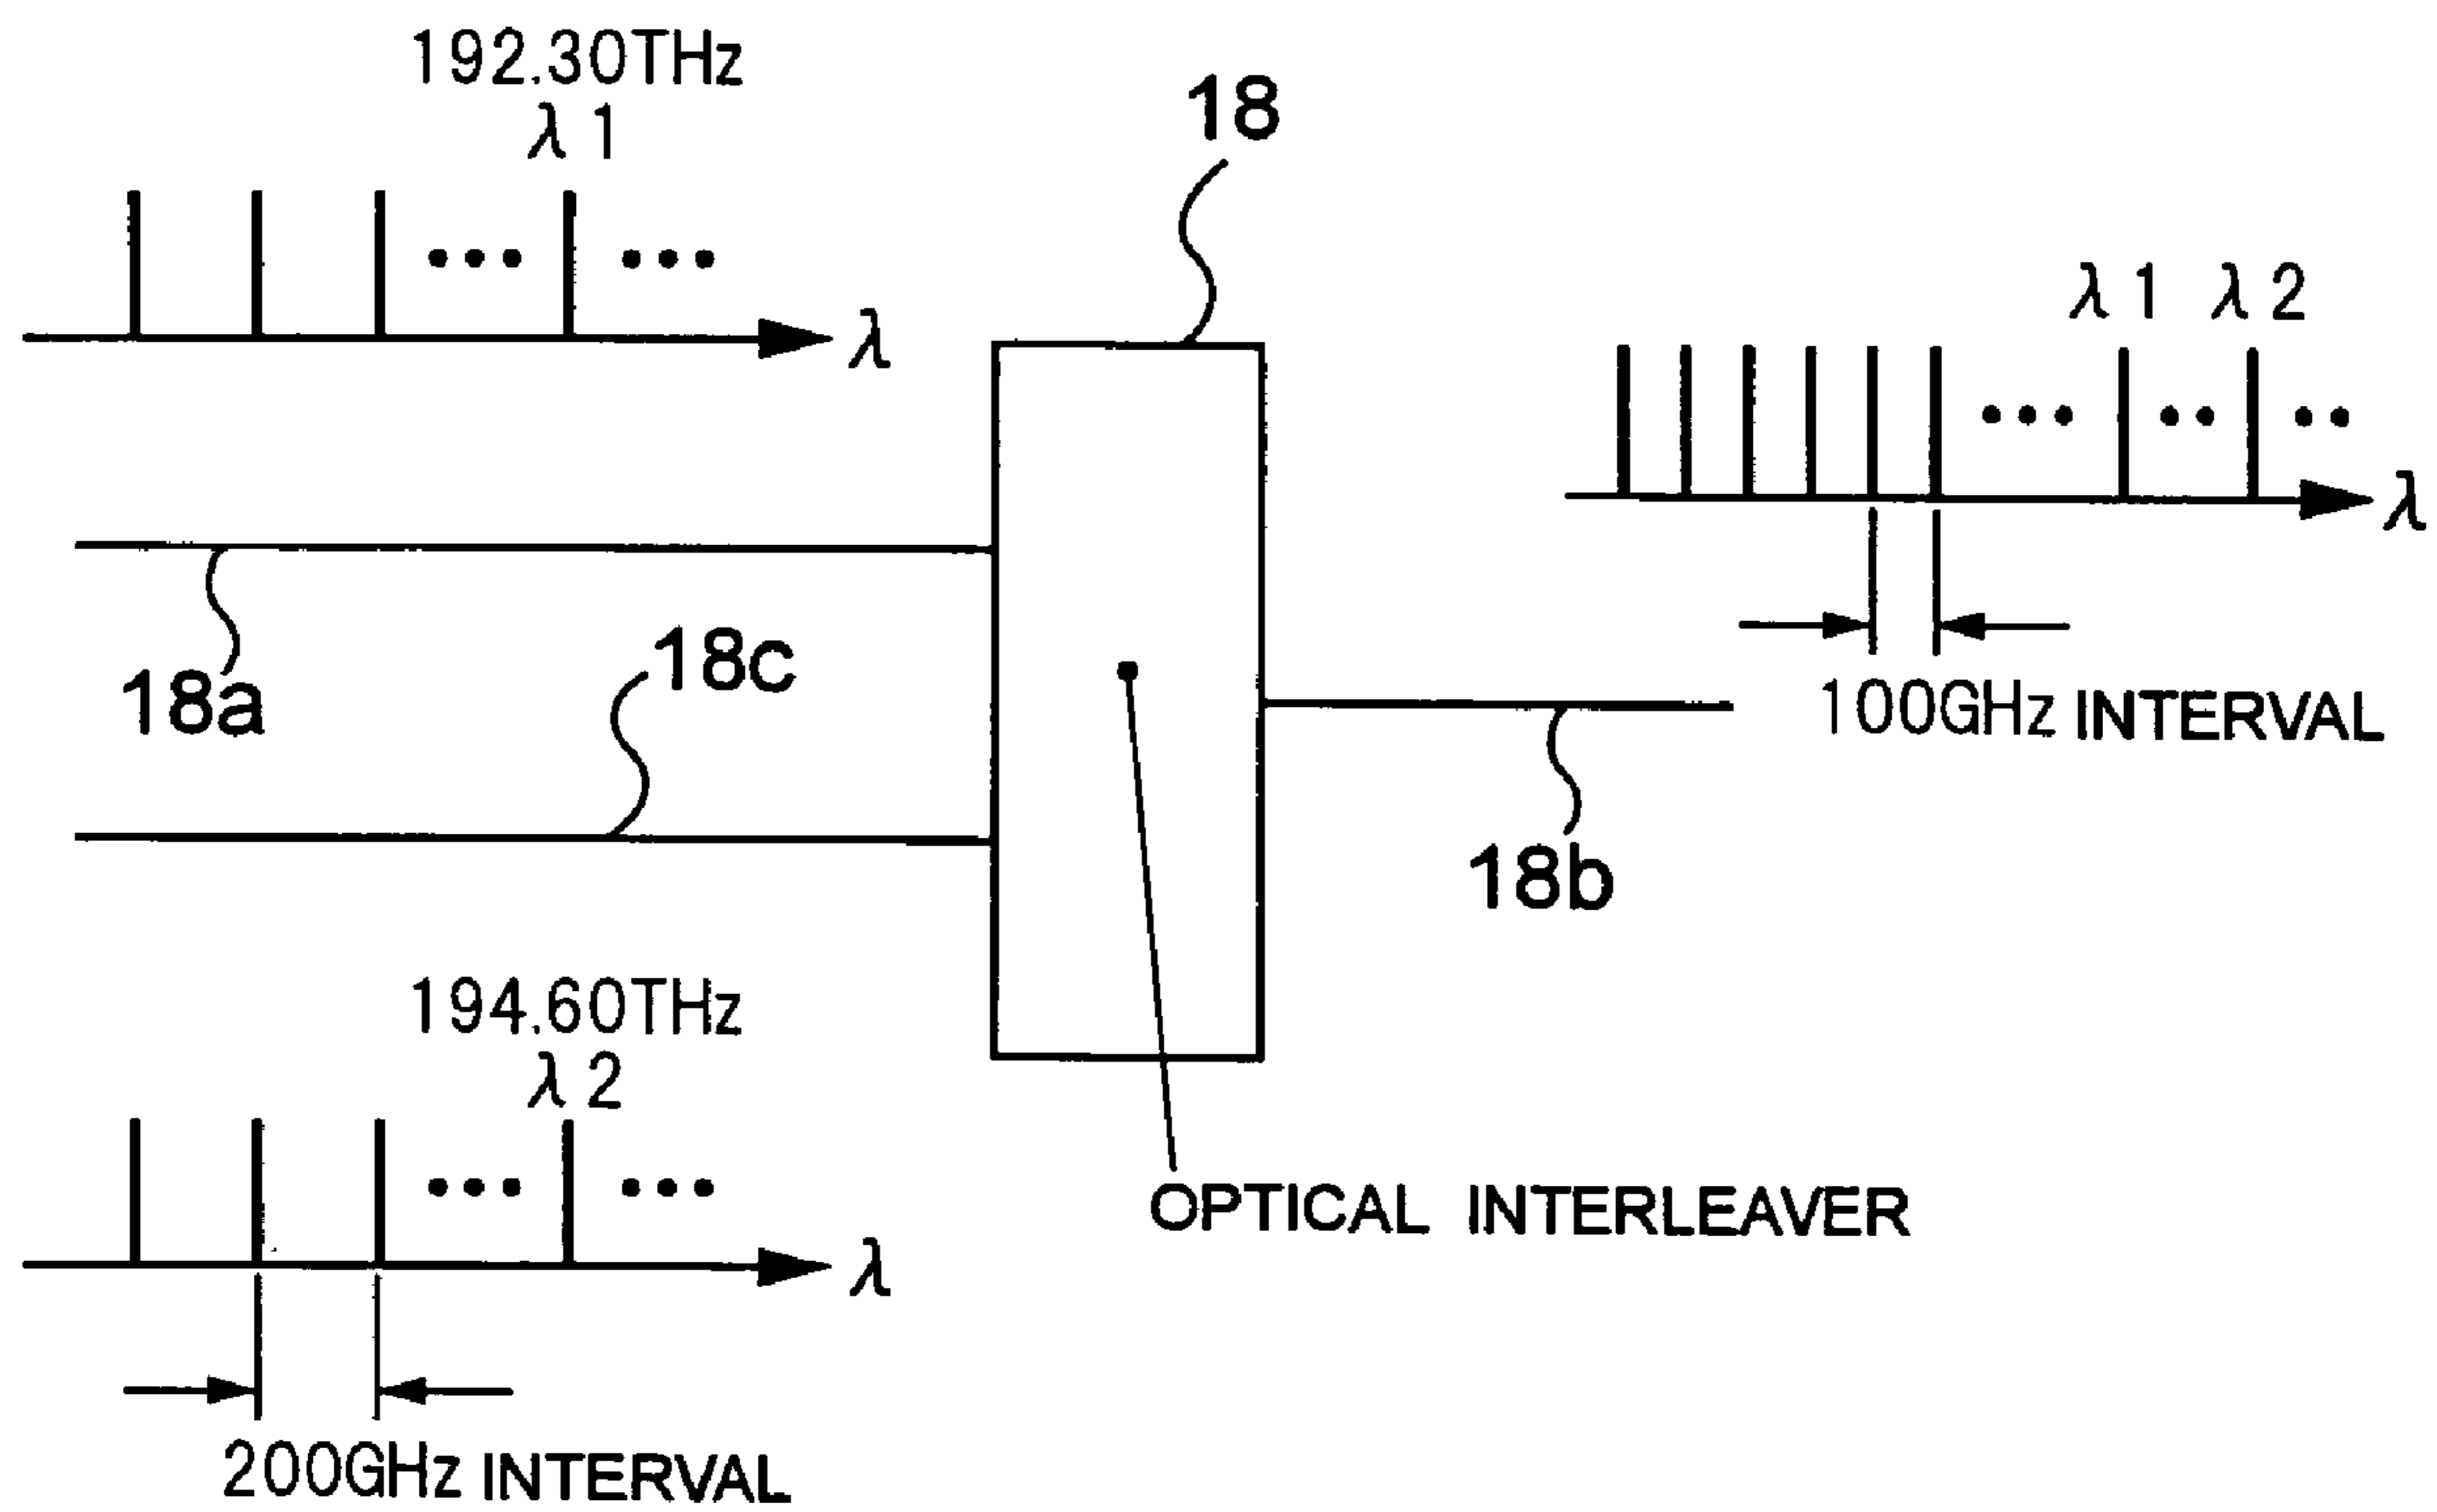 192.30THz
λ1
λ
18
λ1 λ2
λ
100GHz INTERVAL
18a
18c
18b
194.60THz
λ2
λ
200GHz INTERVAL
OPTICAL INTERLEAVER